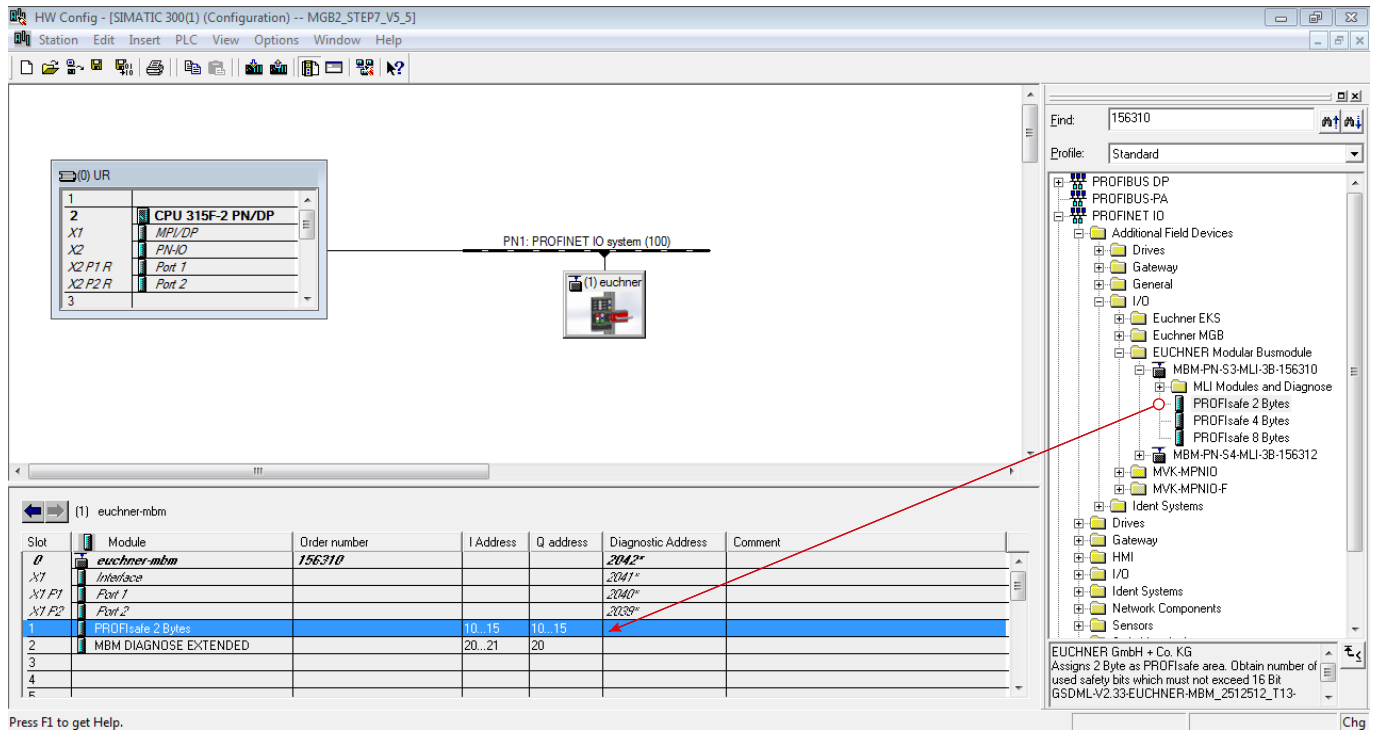 HW Config - [SIMATIC 300(1) (Configuration) -- MGB2_STEP7_V5_5]
Station Edit Insert PLC View Options Window Help
(0) UR
1
2 CPU 315F-2 PN/DP
X1 MPI/DP
X2 PN-IO
X2 P1 R Port 1
X2 P2 R Port 2
3
PN1: PROFINET IO system (100)
(1) euchner
Find: 156310
Profile: Standard
PROFIBUS DP
PROFIBUS-PA
PROFINET IO
Additional Field Devices
Drives
Gateway
General
I/O
Euchner EKS
Euchner MGB
EUCHNER Modular Busmodule
MBM-PN-S3-MLI-3B-156310
MLI Modules and Diagnose
PROFIsafe 2 Bytes
PROFIsafe 4 Bytes
PROFIsafe 8 Bytes
MBM-PN-S4-MLI-3B-156312
MVK-MPNIO
MVK-MPNIO-F
Ident Systems
Drives
Gateway
HMI
I/O
Ident Systems
Network Components
Sensors
EUCHNER GmbH + Co. KG
Assigns 2 Byte as PROFIsafe area. Obtain number of
used safety bits which must not exceed 16 Bit
GSDML-V2.33-EUCHNER-MBM_2512512_T13-
(1) euchner-mbm
Slot Module Order number I Address Q address Diagnostic Address Comment
0 euchner-mbm 156310 2042*
X1 Interface 2041*
X1 P1 Port 1 2040*
X1 P2 Port 2 2039*
1 PROFIsafe 2 Bytes 10...15 10...15
2 MBM DIAGNOSE EXTENDED 20...21 20
3
4
5
Press F1 to get Help.
Chg